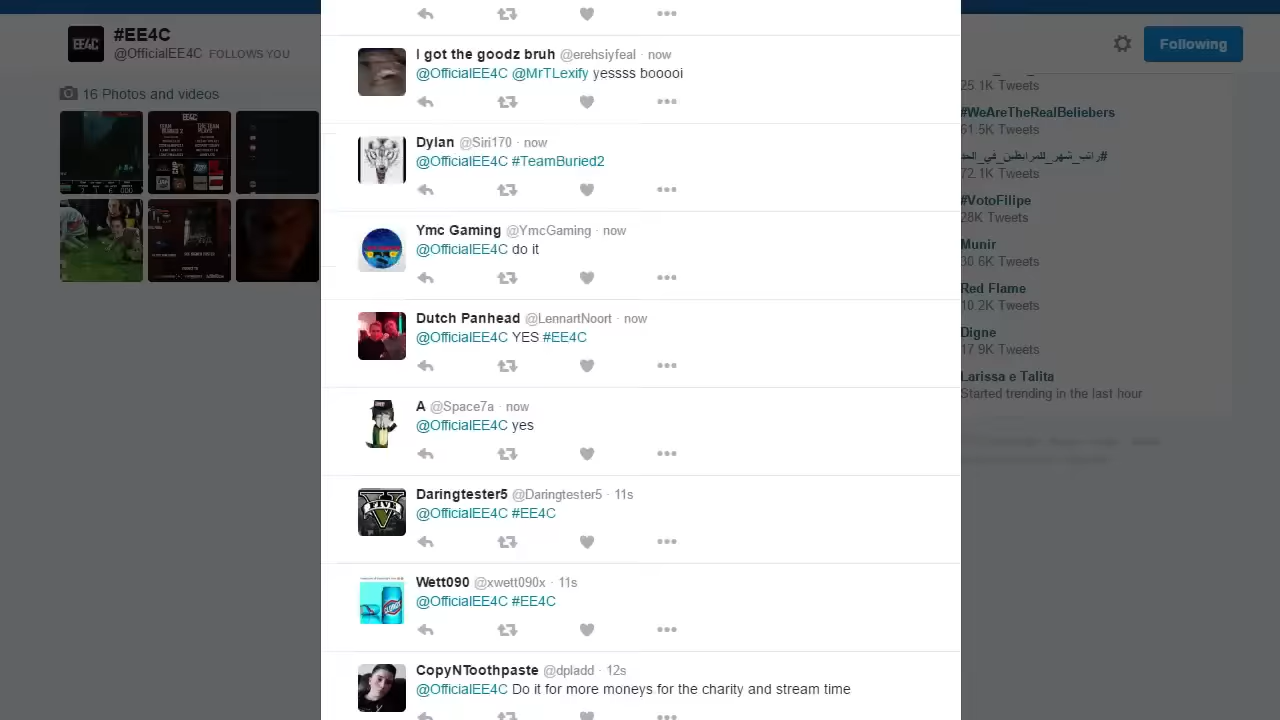 #EE4C
@OfficialEE4C FOLLOWS YOU
Following
16 Photos and videos
I got the goodz bruh @erehsiyfeal · now
@OfficialEE4C @MrTLexify yessss booooi
Dylan @Siri170 · now
@OfficialEE4C #TeamBuried2
Ymc Gaming @YmcGaming · now
@OfficialEE4C do it
Dutch Panhead @LennartNoort · now
@OfficialEE4C YES #EE4C
A @Space7a · now
@OfficialEE4C yes
Daringtester5 @Daringtester5 · 11s
@OfficialEE4C #EE4C
Wett090 @xwett090x · 11s
@OfficialEE4C #EE4C
CopyNToothpaste @dpladd · 12s
@OfficialEE4C Do it for more moneys for the charity and stream time
25.1K Tweets
#WeAreTheRealBeliebers
61.5K Tweets
72.1K Tweets
#VotoFIlipe
28K Tweets
Munir
30.6K Tweets
Red Flame
10.2K Tweets
Digne
17.9K Tweets
Larissa e Talita
Started trending in the last hour